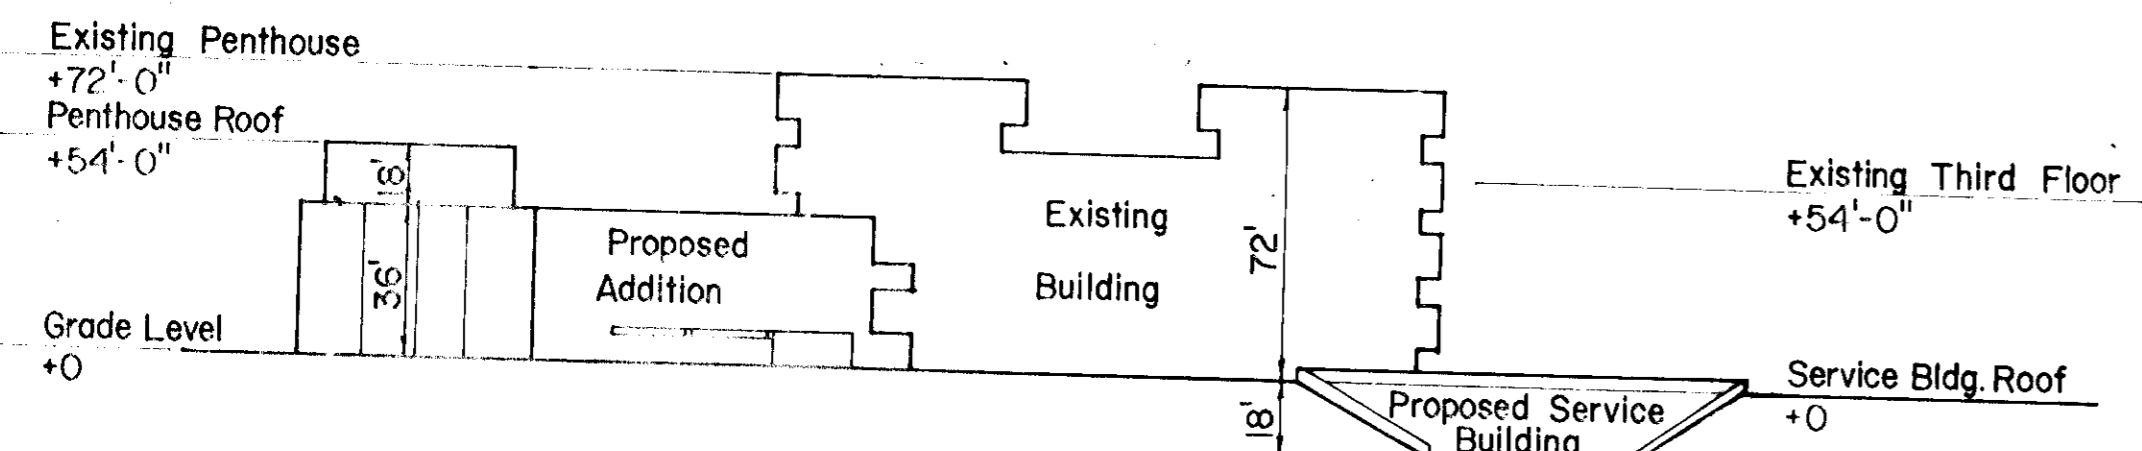 Existing Penthouse
+72'-0"
Penthouse Roof
+54'-0"
18'
36'
Grade Level
+0
Proposed
Addition
Existing
Building
72'
18'
Existing Third Floor
+54'-0"
Service Bldg. Roof
+0
Proposed Service
Building